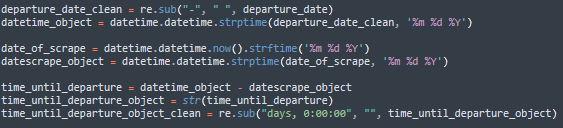 departure_date_clean = re.sub("-", " ", departure_date)
datetime_object = datetime.datetime.strptime(departure_date_clean, '%m %d %Y')
date_of_scrape = datetime.datetime.now().strftime('%m %d %Y')
datescrape_object = datetime.datetime.strptime(date_of_scrape, '%m %d %Y')
time_until_departure = datetime_object - datescrape_object
time_until_departure_object = str(time_until_departure)
time_until_departure_object_clean = re.sub("days, 0:00:00", "", time_until_departure_object)